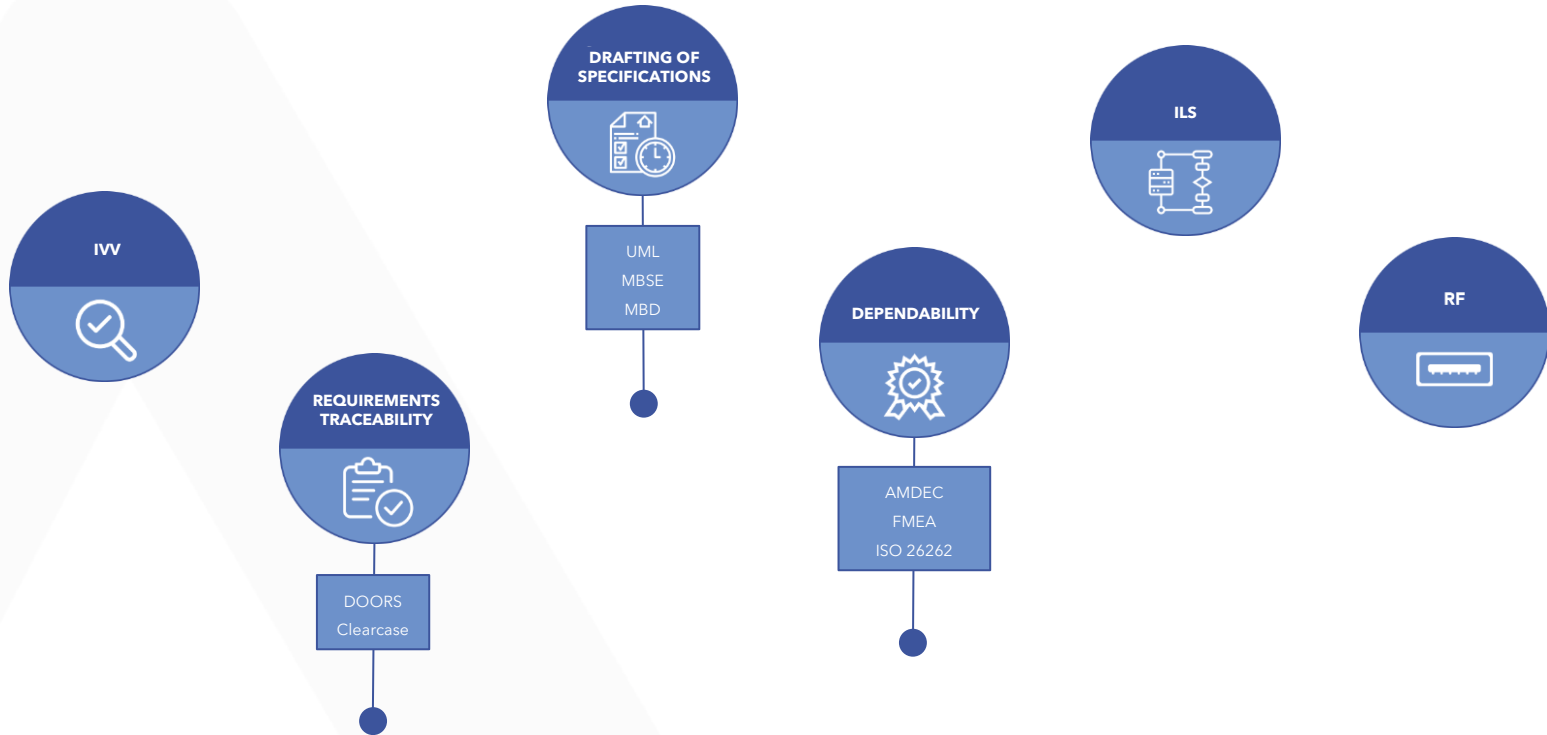 IVV
REQUIREMENTS
TRACEABILITY
DOORS
Clearcase
DRAFTING OF
SPECIFICATIONS
UML
MBSE
MBD
DEPENDABILITY
AMDEC
FMEA
ISO 26262
ILS
RF